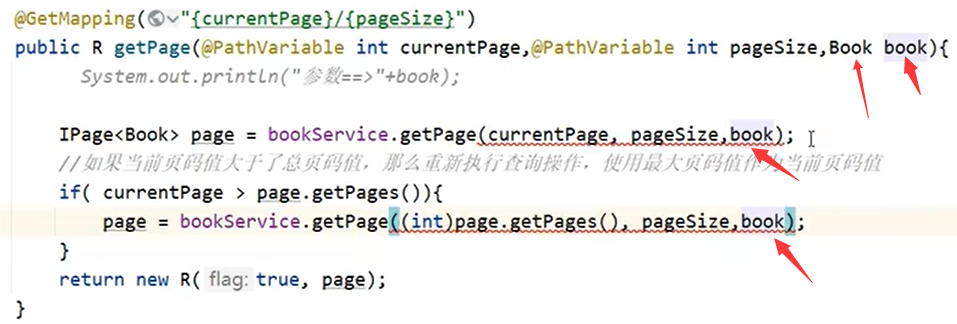 @GetMapping("{currentPage}/{pageSize}")
public R getPage(@PathVariable int currentPage,@PathVariable int pageSize,Book book){
System.out.println("参数==>"+book);
IPage<Book> page = bookService.getPage(currentPage, pageSize,book);
//如果当前页码值大于了总页码值，那么重新执行查询操作，使用最大页码值作为当前页码值
if( currentPage > page.getPages()){
page = bookService.getPage((int)page.getPages(), pageSize,book);
}
return new R( flag: true, page);
}